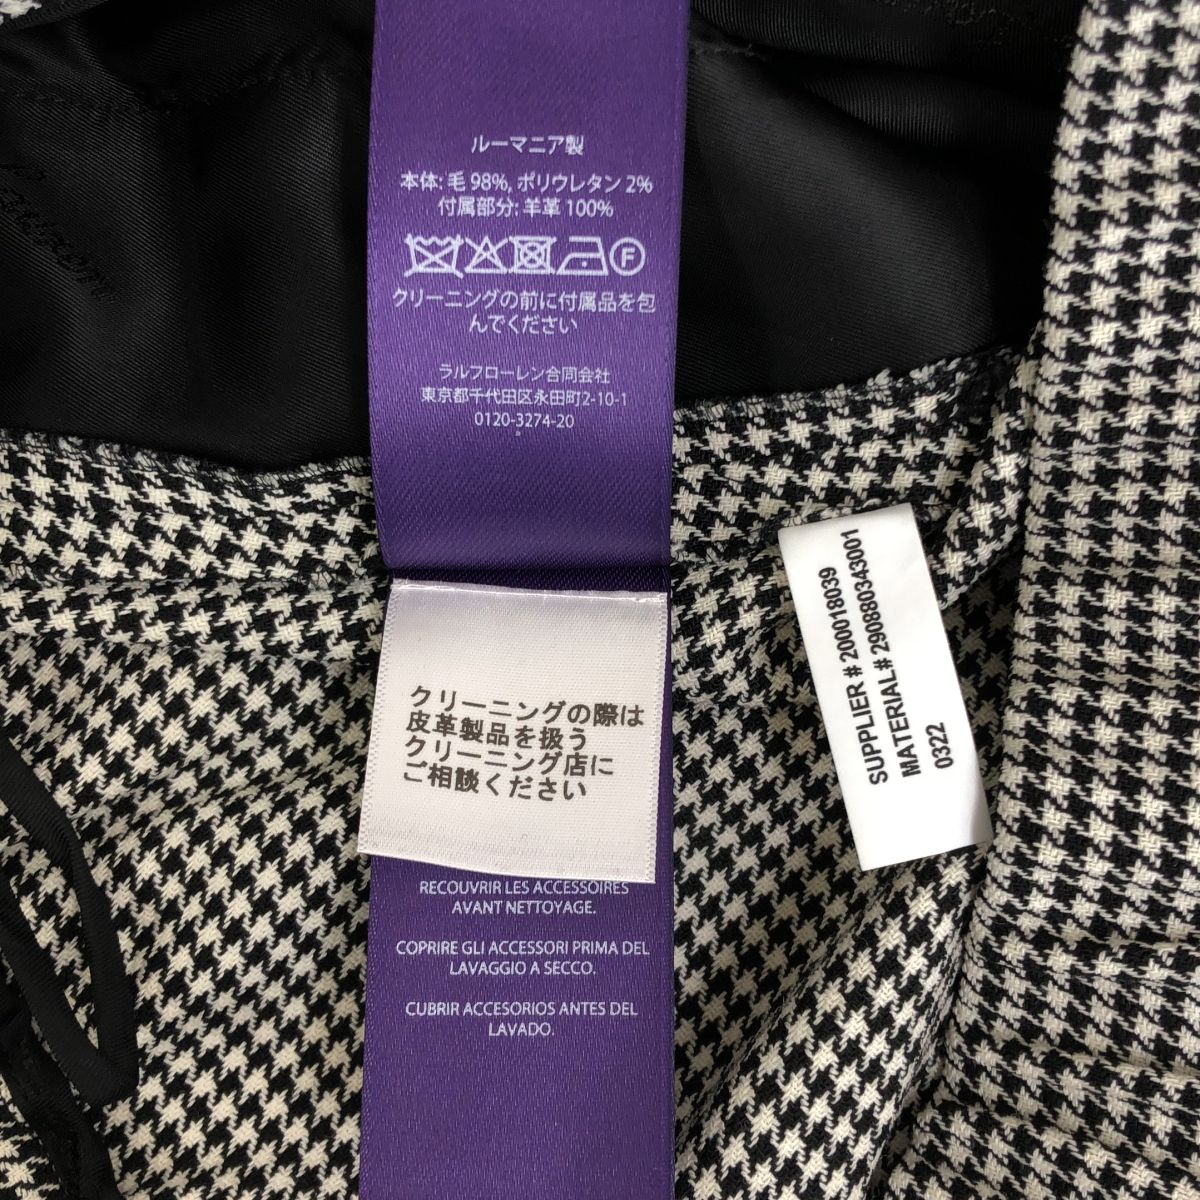 ルーマニア製
本体: 毛 98%, ポリウレタン 2%
付属部分: 羊革 100%
F
クリーニングの前に付属品を包
んでください
ラルフローレン合同会社
東京都千代田区永田町2-10-1
0120-3274-20
クリーニングの際は
皮革製品を扱う
クリーニング店に
ご相談ください
SUPPLIER # 200018039
MATERIAL# 290880343001
0322
RECOUVRIR LES ACCESSOIRES
AVANT NETTOYAGE.
COPRIRE GLI ACCESSORI PRIMA DEL
LAVAGGIO A SECCO.
CUBRIR ACCESORIOS ANTES DEL
LAVADO.